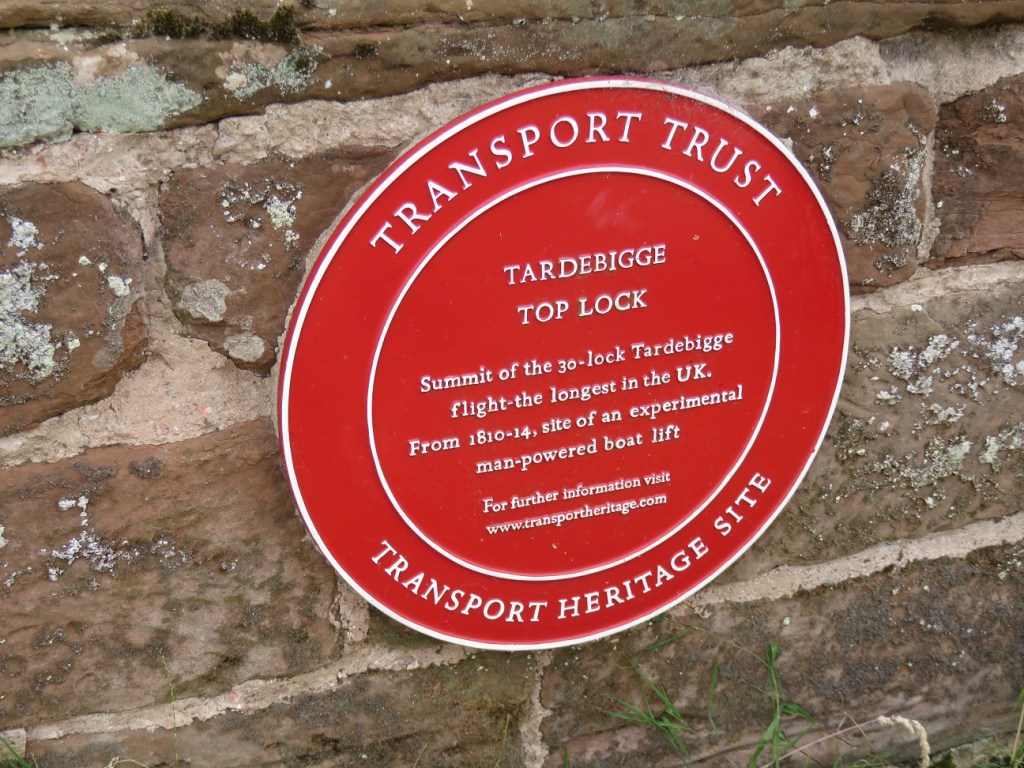 TRANSPORT TRUST
TARDEBIGGE
TOP LOCK
Summit of the 30-lock Tardebigge
flight-the longest in the UK.
From 1810-14, site of an experimental
man-powered boat lift
For further information visit
www.transportheritage.com
TRANSPORT HERITAGE SITE